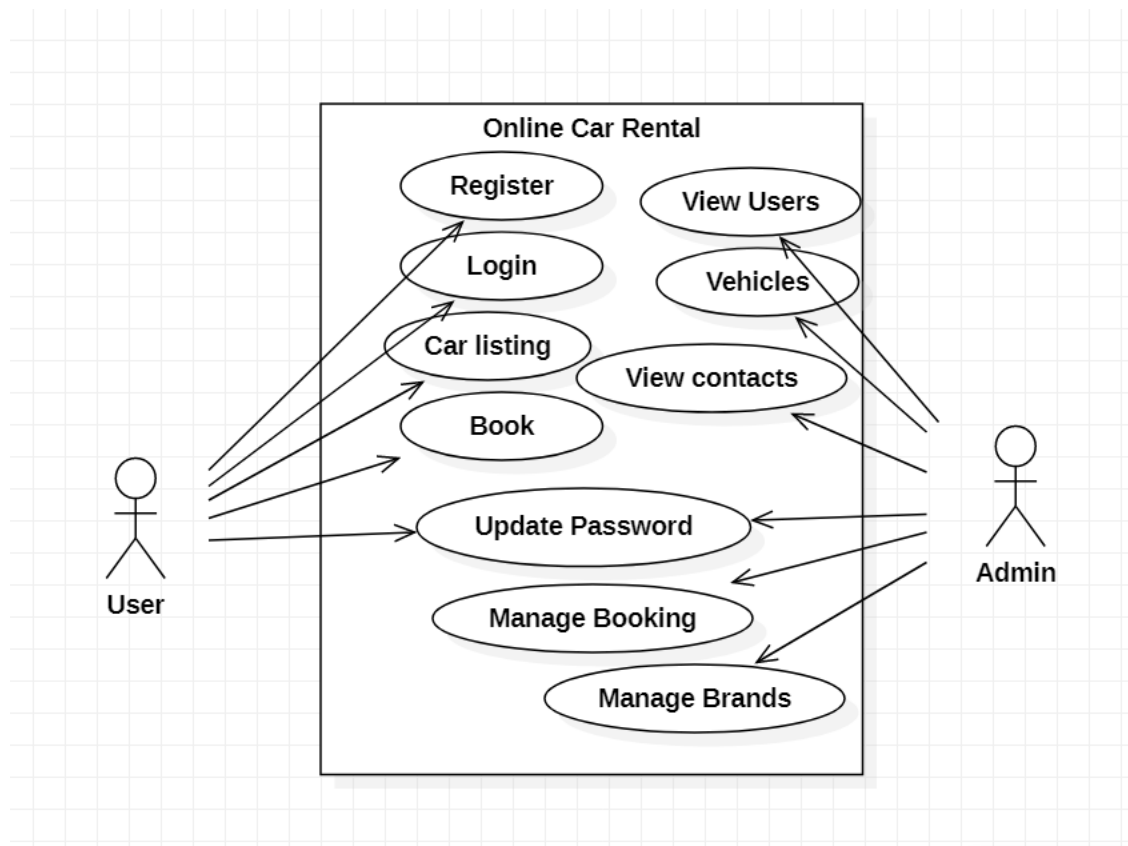 Online Car Rental
Register
View Users
Login
Vehicles
Car listing
View contacts
Book
Update Password
User
Admin
Manage Booking
Manage Brands